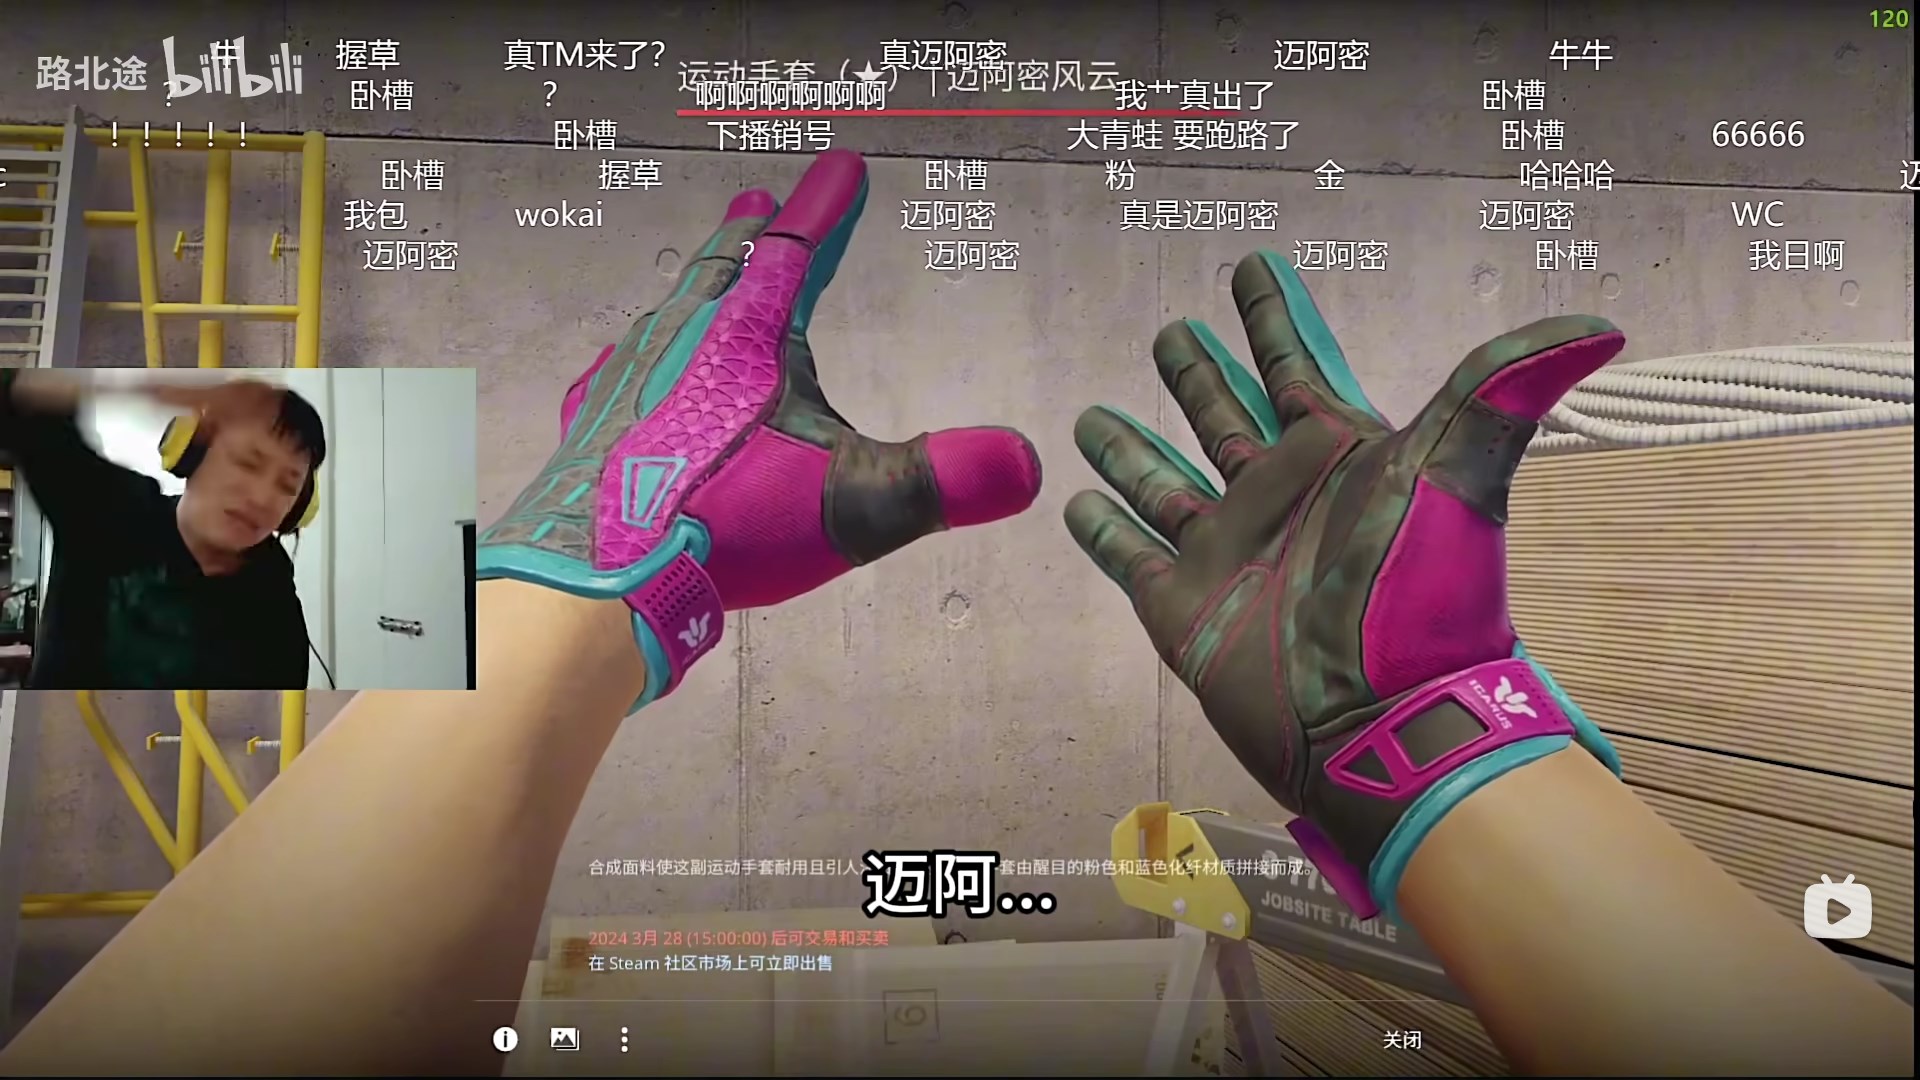 120
路北途 bilibili
牛 握草 真TM来了? 真迈阿密 迈阿密 牛牛
运动手套(★)|迈阿密风云
? 卧槽 ? 啊啊啊啊啊啊 我艹真出了 卧槽
!!!!! 卧槽 下播销号 大青蛙 要跑路了 卧槽 66666
c 卧槽 握草 卧槽 粉 金 哈哈哈 迈
我包 wokai 迈阿密 真是迈阿密 迈阿密 WC
迈阿密 ? 迈阿密 迈阿密 卧槽 我日啊
ICARUS
合成面料使这副运动手套耐用且引人 套由醒目的粉色和蓝色化纤材质拼接而成。
迈阿...
JOBSITE TABLE
2024 3月 28 (15:00:00) 后可交易和买卖
在 Steam 社区市场上可立即出售
关闭